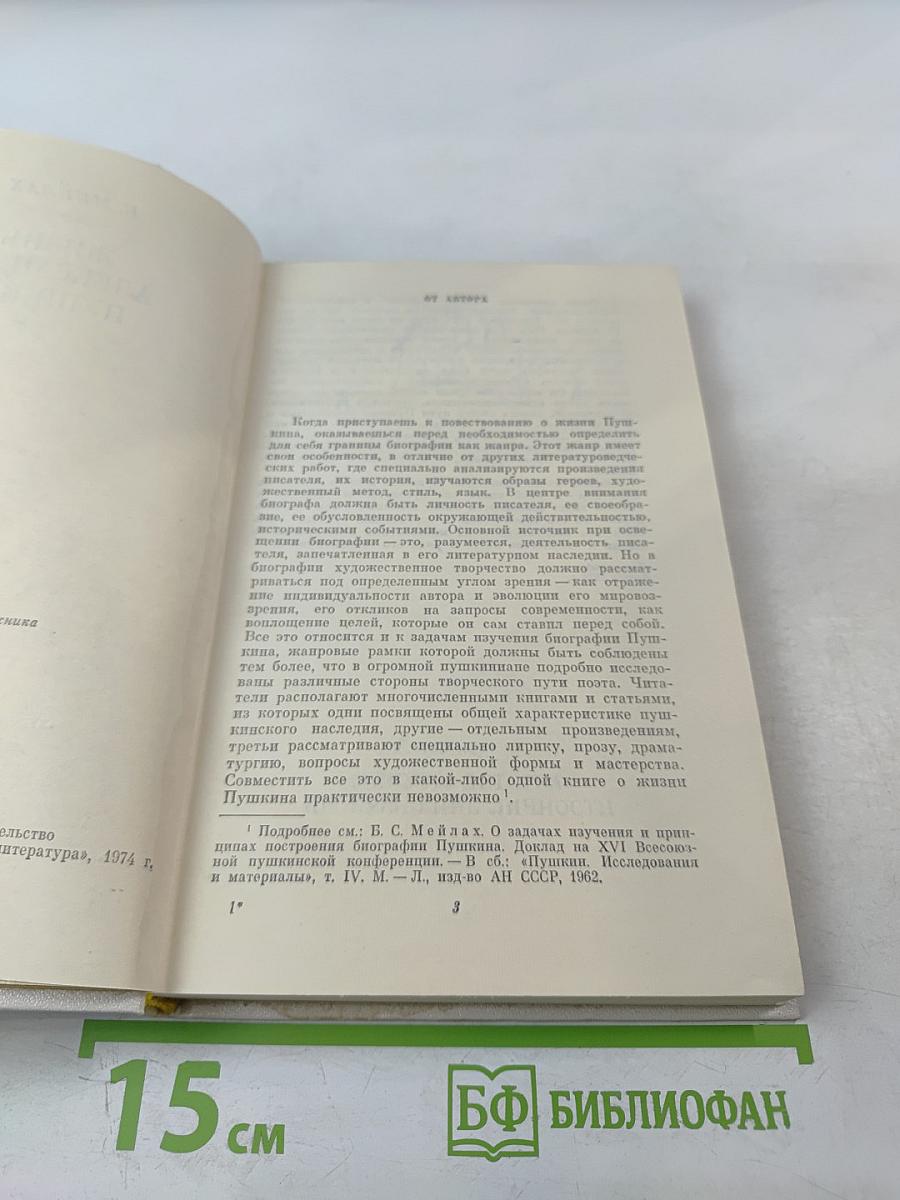 ОТ АВТОРА
Когда приступаешь к повествованию о жизни Пуш-
кина, оказываешься перед необходимостью определить
для себя границы биографии как жанра. Этот жанр имеет
свои особенности, в отличие от других литературоведче-
ских работ, где специально анализируются произведения
писателя, их история, изучаются образы героев, худо-
жественный метод, стиль, язык. В центре внимания
биографа должна быть личность писателя, ее своеобра-
зие, ее обусловленность окружающей действительностью,
историческими событиями. Основной источник при осве-
щении биографии — это, разумеется, деятельность писа-
теля, запечатленная в его литературном наследии. Но в
биографии художественное творчество должно рассмат-
риваться под определенным углом зрения — как отраже-
ние индивидуальности автора и эволюции его мировоз-
зрения, его откликов на запросы современности, как
воплощение целей, которые он сам ставил перед собой.
Все это относится и к задачам изучения биографии Пуш-
кина, жанровые рамки которой должны быть соблюдены
тем более, что в огромной пушкиниане подробно исследо-
ваны различные стороны творческого пути поэта. Чита-
тели располагают многочисленными книгами и статьями,
из которых одни посвящены общей характеристике пуш-
кинского наследия, другие — отдельным произведениям,
третьи рассматривают специально лирику, прозу, драма-
тургию, вопросы художественной формы и мастерства.
Совместить все это в какой-либо одной книге о жизни
Пушкина практически невозможно ¹.
¹ Подробнее см.: Б. С. Мейлах. О задачах изучения и прин-
ципах построения биографии Пушкина. Доклад на XVI Всесоюз-
ной пушкинской конференции. — В сб.: «Пушкин. Исследования
и материалы», т. IV. М. — Л., изд-во АН СССР, 1962.
1* 3
сника
ельство
литература», 1974 г.
15 см
БФ БИБЛИОФАН